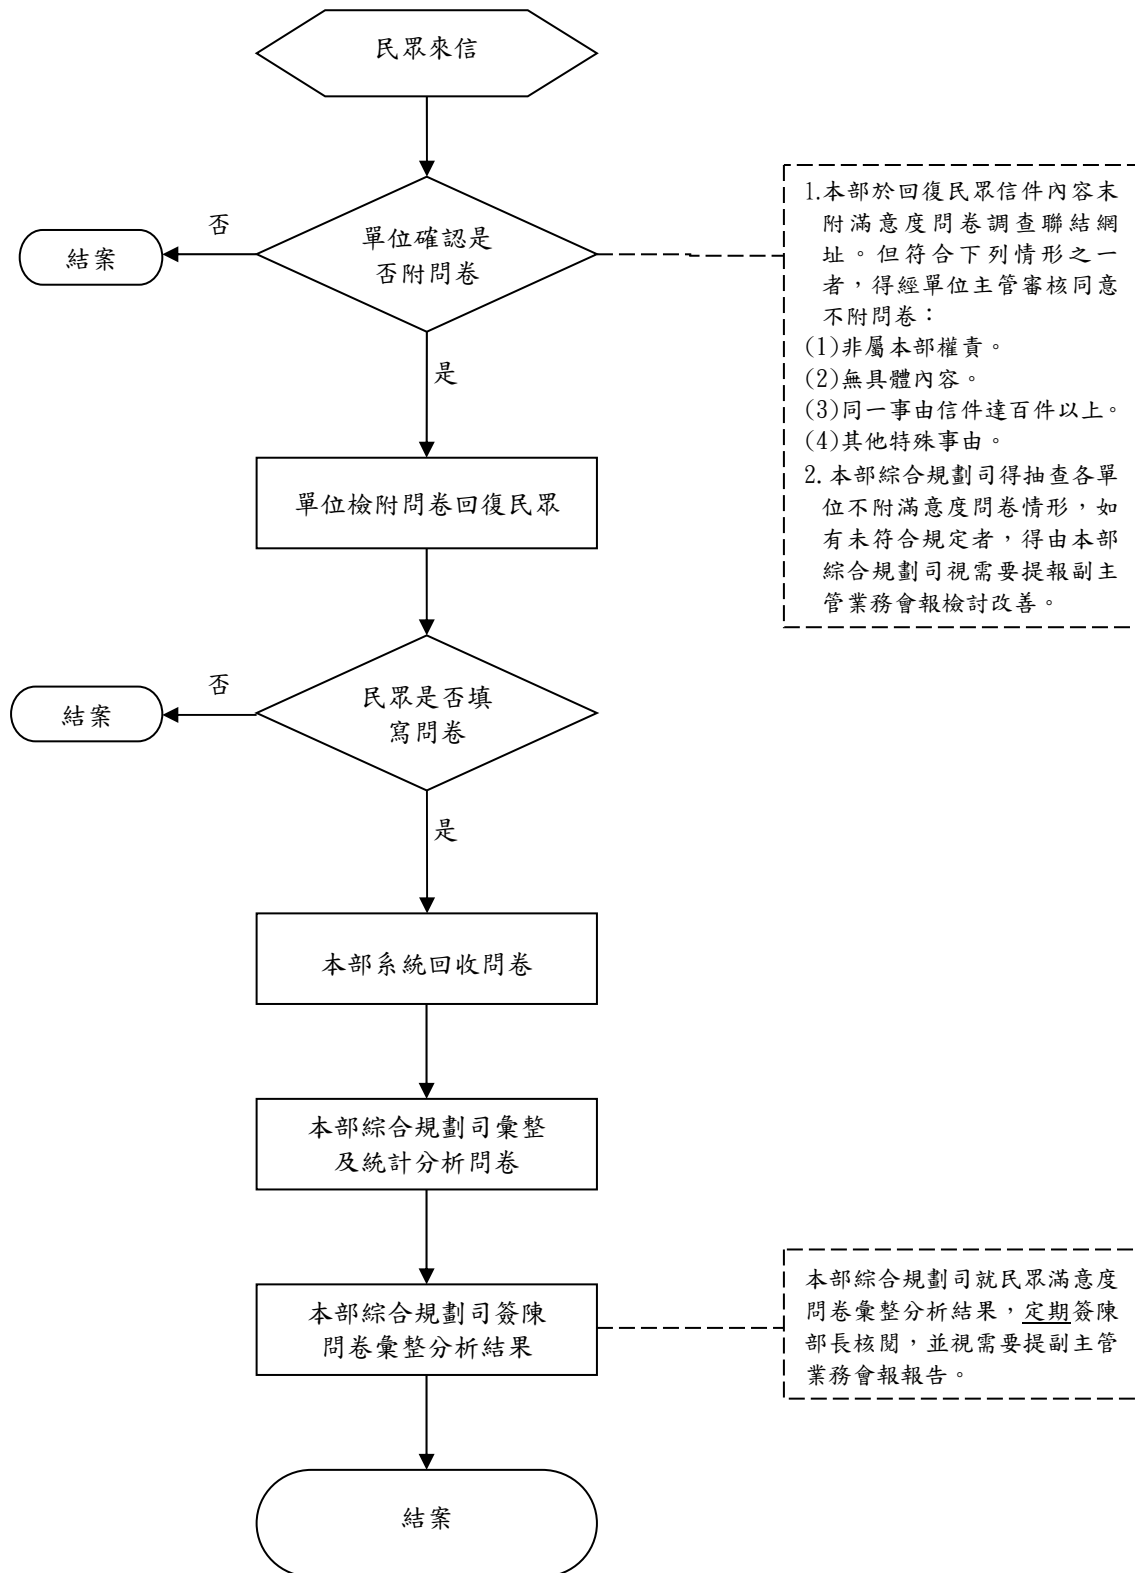 民眾來信
否
結案
單位確認是
否附問卷
是
1.本部於回復民眾信件內容末
附滿意度問卷調查聯結網
址。但符合下列情形之一
者，得經單位主管審核同意
不附問卷：
(1)非屬本部權責。
(2)無具體內容。
(3)同一事由信件達百件以上。
(4)其他特殊事由。
2.本部綜合規劃司得抽查各單
位不附滿意度問卷情形，如
有未符合規定者，得由本部
綜合規劃司視需要提報副主
管業務會報檢討改善。
單位檢附問卷回復民眾
否
結案
民眾是否填
寫問卷
是
本部系統回收問卷
本部綜合規劃司彙整
及統計分析問卷
本部綜合規劃司簽陳
問卷彙整分析結果
本部綜合規劃司就民眾滿意度
問卷彙整分析結果，定期簽陳
部長核閱，並視需要提副主管
業務會報報告。
結案